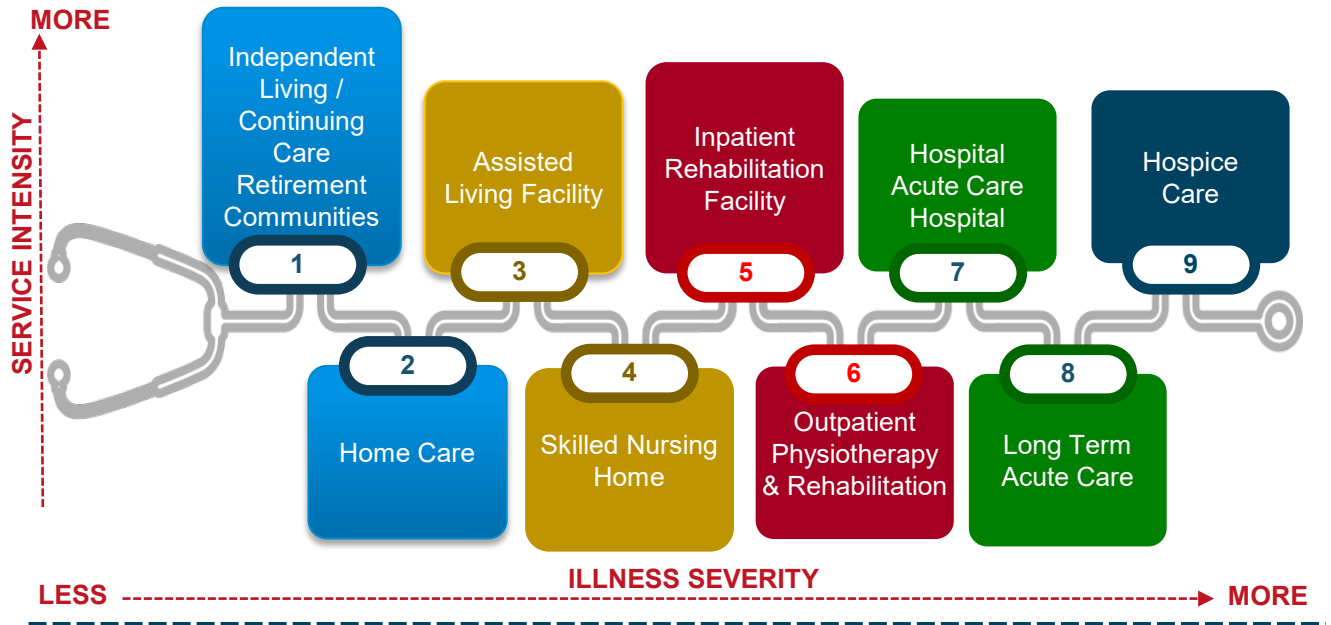 MORE
SERVICE INTENSITY
Independent
Living /
Continuing
Care
Retirement
Communities
1
2
Home Care
Assisted
Living Facility
3
4
Skilled Nursing
Home
Inpatient
Rehabilitation
Facility
5
6
Outpatient
Physiotherapy
& Rehabilitation
Hospital
Acute Care
Hospital
7
8
Long Term
Acute Care
Hospice
Care
9
ILLNESS SEVERITY
LESS
MORE